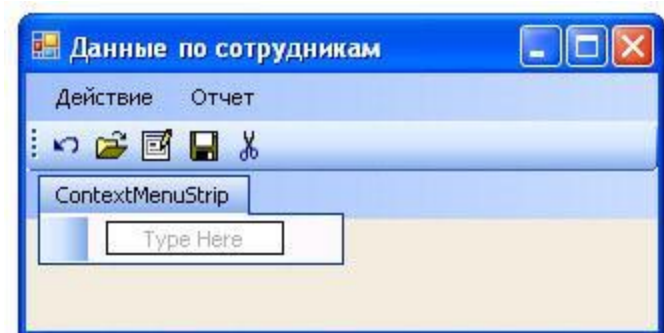 Данные по сотрудникам
Действие Отчет
ContextMenuStrip
Type Here